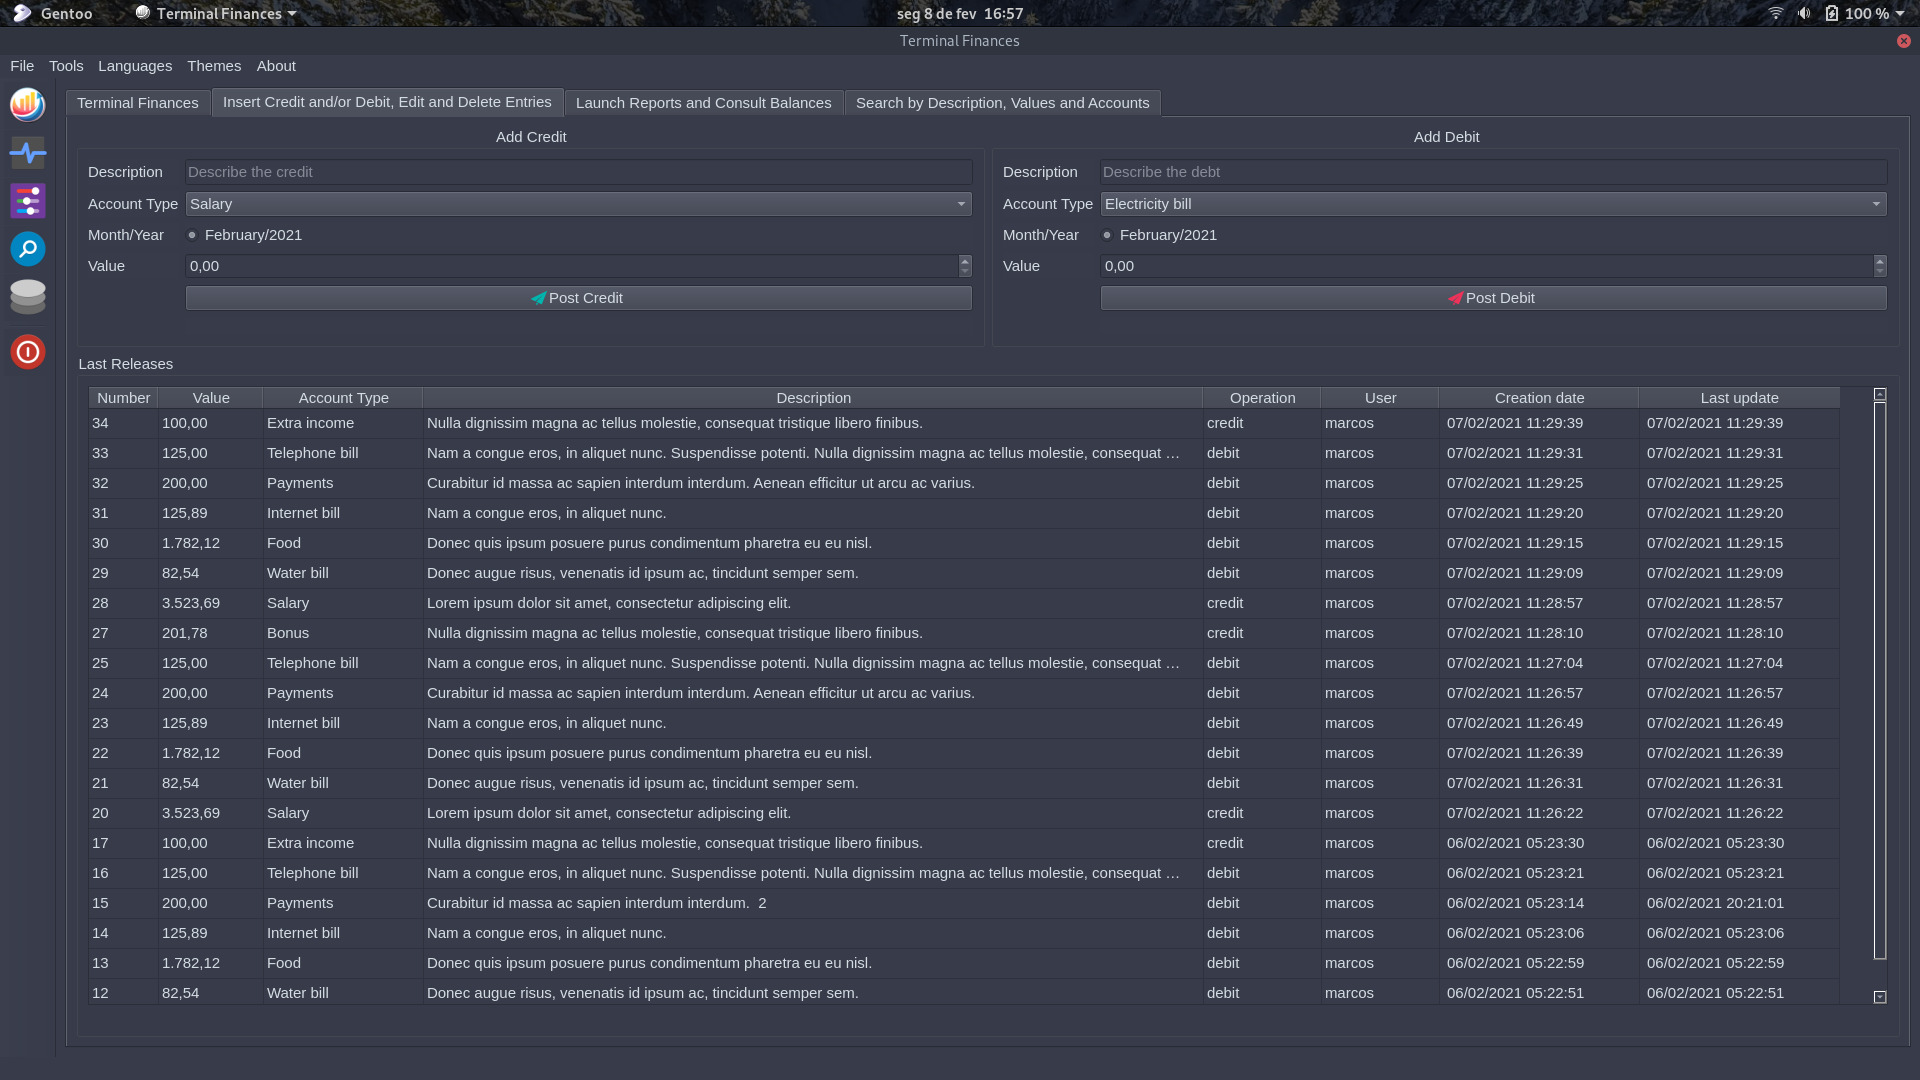 Gentoo Terminal Finances seg 8 de fev 16:57 100 %
Terminal Finances
File Tools Languages Themes About
Terminal Finances Insert Credit and/or Debit, Edit and Delete Entries Launch Reports and Consult Balances Search by Description, Values and Accounts
Add Credit Add Debit
Description Describe the credit Description Describe the debt
Account Type Salary Account Type Electricity bill
Month/Year February/2021 Month/Year February/2021
Value 0,00 Value 0,00
Post Credit Post Debit
Last Releases
Number Value Account Type Description Operation User Creation date Last update
34 100,00 Extra income Nulla dignissim magna ac tellus molestie, consequat tristique libero finibus. credit marcos 07/02/2021 11:29:39 07/02/2021 11:29:39
33 125,00 Telephone bill Nam a congue eros, in aliquet nunc. Suspendisse potenti. Nulla dignissim magna ac tellus molestie, consequat … debit marcos 07/02/2021 11:29:31 07/02/2021 11:29:31
32 200,00 Payments Curabitur id massa ac sapien interdum interdum. Aenean efficitur ut arcu ac varius. debit marcos 07/02/2021 11:29:25 07/02/2021 11:29:25
31 125,89 Internet bill Nam a congue eros, in aliquet nunc. debit marcos 07/02/2021 11:29:20 07/02/2021 11:29:20
30 1.782,12 Food Donec quis ipsum posuere purus condimentum pharetra eu eu nisl. debit marcos 07/02/2021 11:29:15 07/02/2021 11:29:15
29 82,54 Water bill Donec augue risus, venenatis id ipsum ac, tincidunt semper sem. debit marcos 07/02/2021 11:29:09 07/02/2021 11:29:09
28 3.523,69 Salary Lorem ipsum dolor sit amet, consectetur adipiscing elit. credit marcos 07/02/2021 11:28:57 07/02/2021 11:28:57
27 201,78 Bonus Nulla dignissim magna ac tellus molestie, consequat tristique libero finibus. credit marcos 07/02/2021 11:28:10 07/02/2021 11:28:10
25 125,00 Telephone bill Nam a congue eros, in aliquet nunc. Suspendisse potenti. Nulla dignissim magna ac tellus molestie, consequat … debit marcos 07/02/2021 11:27:04 07/02/2021 11:27:04
24 200,00 Payments Curabitur id massa ac sapien interdum interdum. Aenean efficitur ut arcu ac varius. debit marcos 07/02/2021 11:26:57 07/02/2021 11:26:57
23 125,89 Internet bill Nam a congue eros, in aliquet nunc. debit marcos 07/02/2021 11:26:49 07/02/2021 11:26:49
22 1.782,12 Food Donec quis ipsum posuere purus condimentum pharetra eu eu nisl. debit marcos 07/02/2021 11:26:39 07/02/2021 11:26:39
21 82,54 Water bill Donec augue risus, venenatis id ipsum ac, tincidunt semper sem. debit marcos 07/02/2021 11:26:31 07/02/2021 11:26:31
20 3.523,69 Salary Lorem ipsum dolor sit amet, consectetur adipiscing elit. credit marcos 07/02/2021 11:26:22 07/02/2021 11:26:22
17 100,00 Extra income Nulla dignissim magna ac tellus molestie, consequat tristique libero finibus. credit marcos 06/02/2021 05:23:30 06/02/2021 05:23:30
16 125,00 Telephone bill Nam a congue eros, in aliquet nunc. Suspendisse potenti. Nulla dignissim magna ac tellus molestie, consequat … debit marcos 06/02/2021 05:23:21 06/02/2021 05:23:21
15 200,00 Payments Curabitur id massa ac sapien interdum interdum. 2 debit marcos 06/02/2021 05:23:14 06/02/2021 20:21:01
14 125,89 Internet bill Nam a congue eros, in aliquet nunc. debit marcos 06/02/2021 05:23:06 06/02/2021 05:23:06
13 1.782,12 Food Donec quis ipsum posuere purus condimentum pharetra eu eu nisl. debit marcos 06/02/2021 05:22:59 06/02/2021 05:22:59
12 82,54 Water bill Donec augue risus, venenatis id ipsum ac, tincidunt semper sem. debit marcos 06/02/2021 05:22:51 06/02/2021 05:22:51